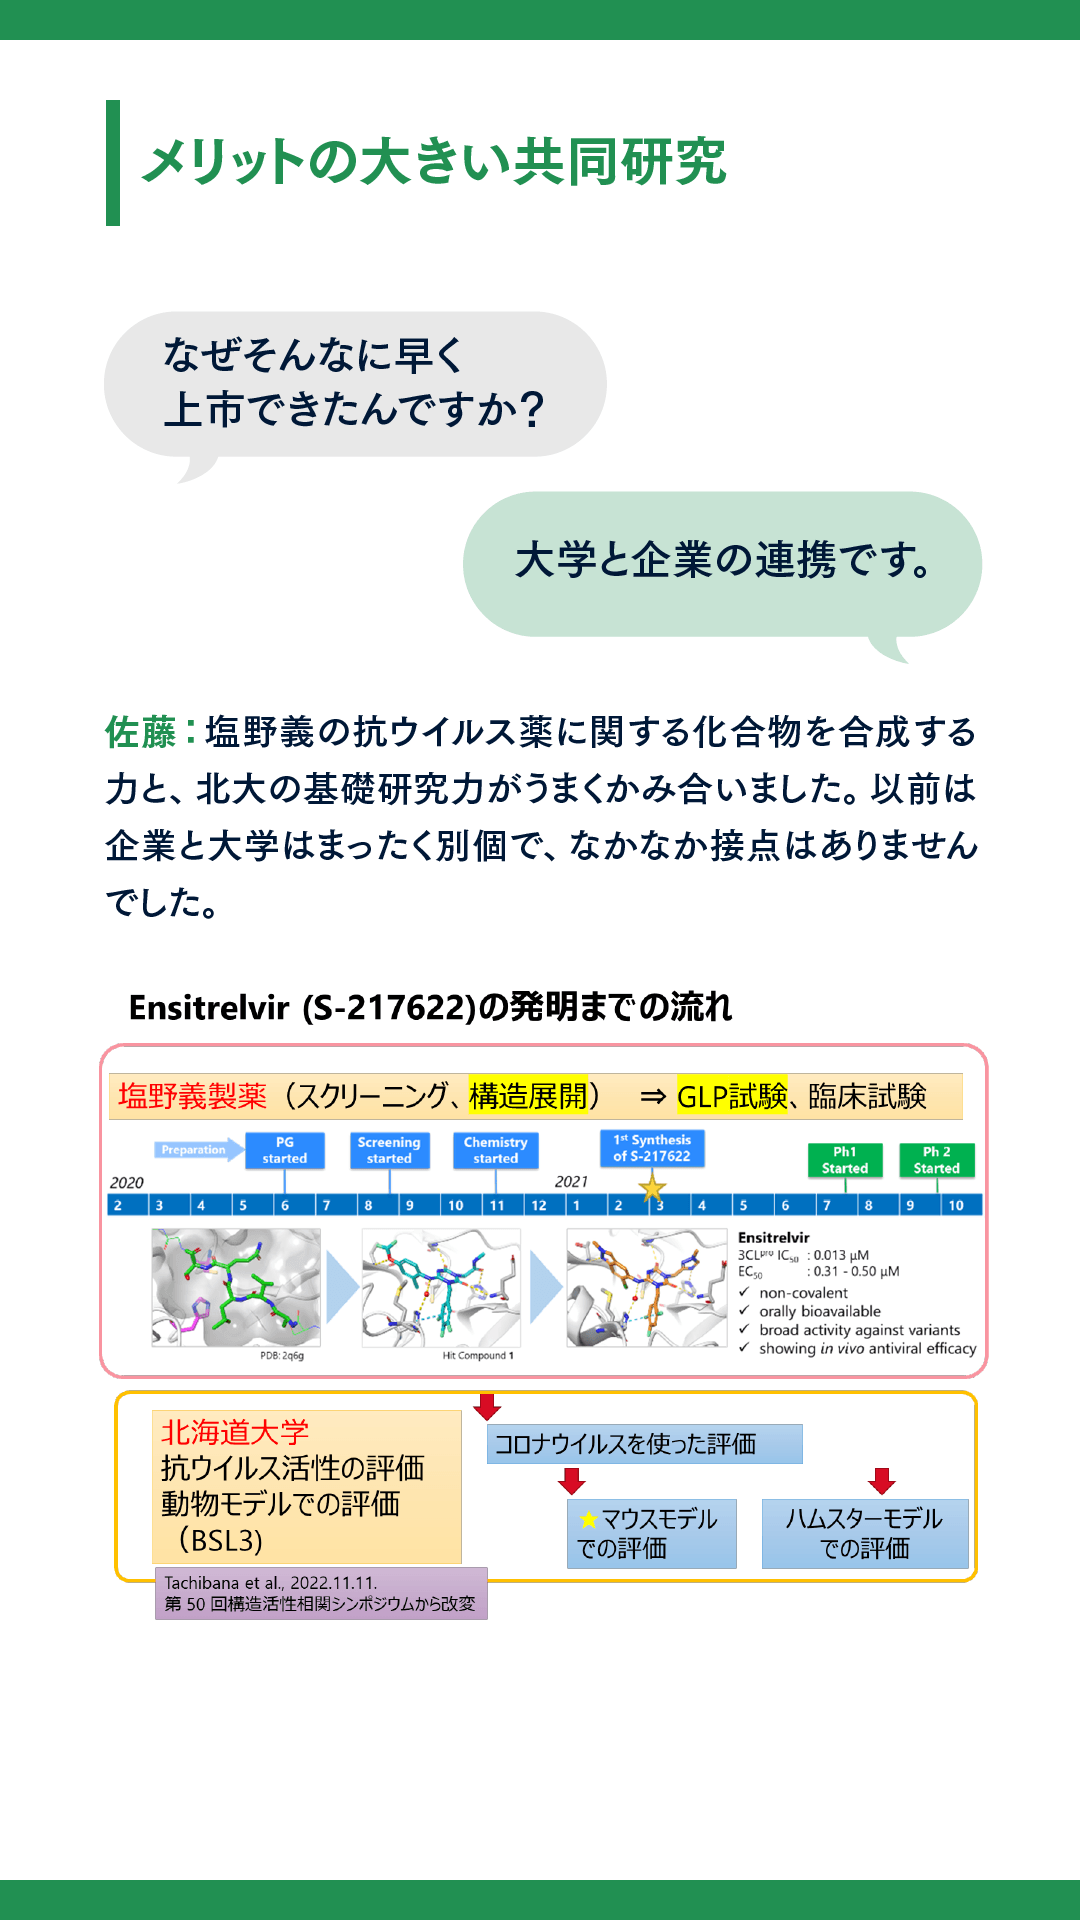 メリットの大きい共同研究
なぜそんなに早く
上市できたんですか？
大学と企業の連携です。
佐藤：塩野義の抗ウイルス薬に関する化合物を合成する
力と、北大の基礎研究力がうまくかみ合いました。以前は
企業と大学はまったく別個で、なかなか接点はありません
でした。
Ensitrelvir (S-217622)の発明までの流れ
塩野義製薬（スクリーニング、構造展開） ⇒ GLP試験、臨床試験
Preparation
PG
started
Screening
started
Chemistry
started
1st Synthesis
of S-217622
Ph1
Started
Ph 2
Started
2020
2021
2 3 4 5 6 7 8 9 10 11 12 1 2 3 4 5 6 7 8 9 10
PDB: 2q6g
Hit Compound 1
Ensitrelvir
3CLpro IC50 : 0.013 μM
EC50 : 0.31 - 0.50 μM
✓ non-covalent
✓ orally bioavailable
✓ broad activity against variants
✓ showing in vivo antiviral efficacy
北海道大学
抗ウイルス活性の評価
動物モデルでの評価
（BSL3)
コロナウイルスを使った評価
★マウスモデル
での評価
ハムスターモデル
での評価
Tachibana et al., 2022.11.11.
第 50 回構造活性相関シンポジウムから改変